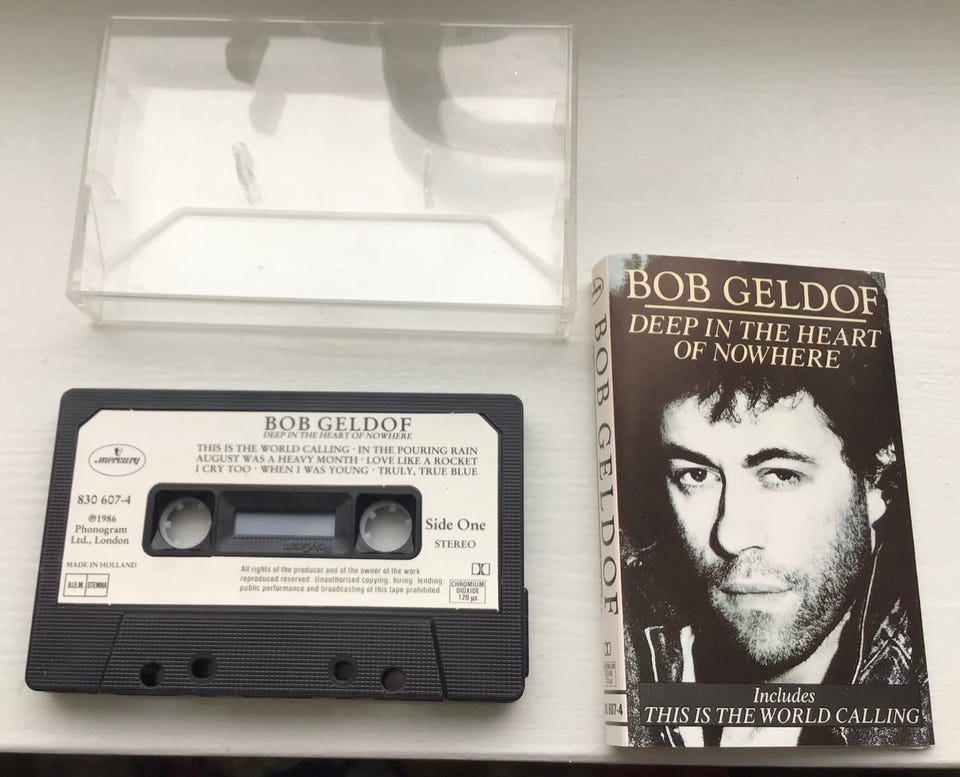 BOB GELDOF
DEEP IN THE HEART OF NOWHERE
mercury
THIS IS THE WORLD CALLING · IN THE POURING RAIN
AUGUST WAS A HEAVY MONTH · LOVE LIKE A ROCKET
I CRY TOO · WHEN I WAS YOUNG · TRULY, TRUE BLUE
830 607-4
℗1986
Phonogram
Ltd., London
PolyGram
Side One
STEREO
MADE IN HOLLAND
B.I.E.M. STEMRA
All rights of the producer and of the owner of the work
reproduced reserved. Unauthorised copying, hiring, lending,
public performance and broadcasting of this tape prohibited.
CHROMIUM
DIOXIDE
120 µs
BOB GELDOF
BOB GELDOF
DEEP IN THE HEART
OF NOWHERE
Includes
THIS IS THE WORLD CALLING